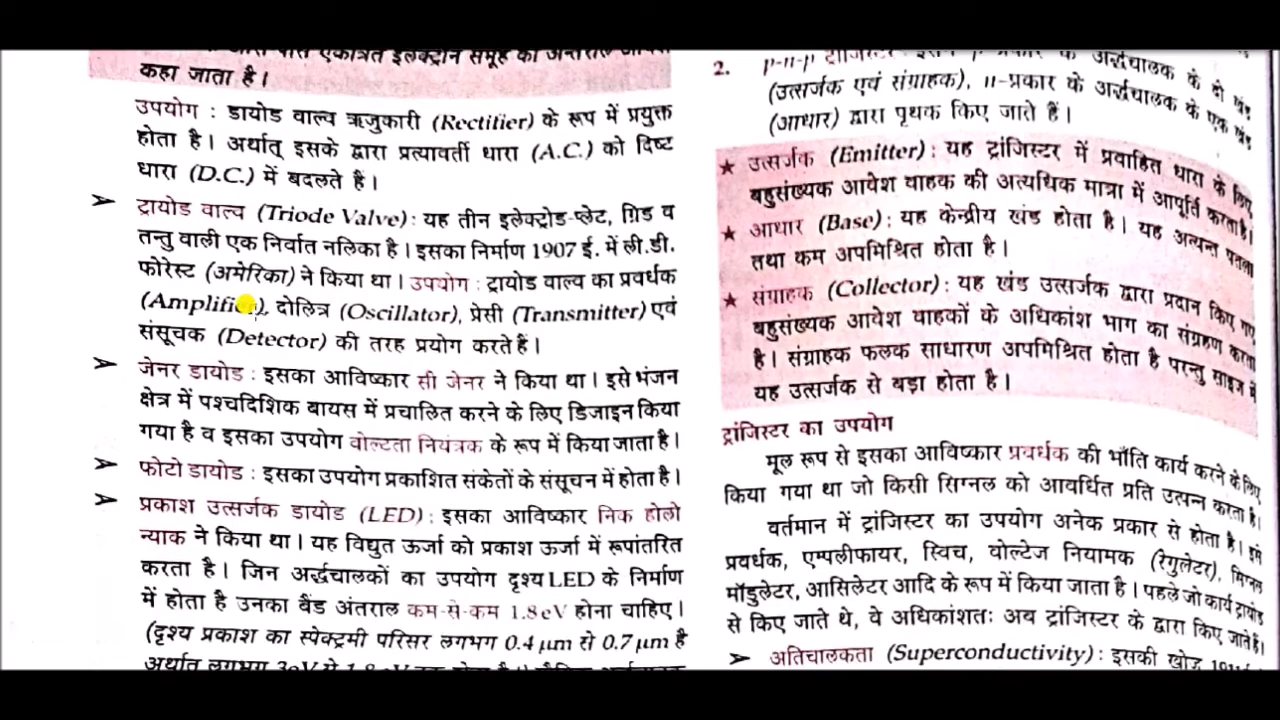 कहा जाता है।
उपयोग : डायोड वाल्व ऋजुकारी (Rectifier) के रूप में प्रयुक्त
होता है। अर्थात् इसके द्वारा प्रत्यावर्ती धारा (A.C.) को दिष्ट
धारा (D.C.) में बदलते है।
➤ ट्रायोड वाल्व (Triode Valve) : यह तीन इलेक्ट्रोड-प्लेट, ग्रिड व
तन्तु वाली एक निर्वात नलिका है। इसका निर्माण 1907 ई. में ली.डी.
फोरेस्ट (अमेरिका) ने किया था। उपयोग : ट्रायोड वाल्व का प्रवर्धक
(Amplifier), दोलित्र (Oscillator), प्रेसी (Transmitter) एवं
संसूचक (Detector) की तरह प्रयोग करते हैं।
➤ जेनर डायोड : इसका आविष्कार सी जेनर ने किया था। इसे भंजन
क्षेत्र में पश्चदिशिक बायस में प्रचालित करने के लिए डिजाइन किया
गया है व इसका उपयोग वोल्टता नियंत्रक के रूप में किया जाता है।
➤ फोटो डायोड : इसका उपयोग प्रकाशित संकेतों के संसूचन में होता है।
➤ प्रकाश उत्सर्जक डायोड (LED) : इसका आविष्कार निक होलो
न्याक ने किया था। यह विद्युत ऊर्जा को प्रकाश ऊर्जा में रूपांतरित
करता है। जिन अर्द्धचालकों का उपयोग दृश्य LED के निर्माण
में होता है उनका बैंड अंतराल कम-से-कम 1.8 eV होना चाहिए।
(दृश्य प्रकाश का स्पेक्ट्रमी परिसर लगभग 0.4 μm से 0.7 μm है
2. p-n-p ट्रांजिस्टर प्रकार के अर्द्धचालक के दो खंड
(उत्सर्जक एवं संग्राहक), n-प्रकार के अर्द्धचालक के एक खंड
(आधार) द्वारा पृथक किए जाते हैं।
★ उत्सर्जक (Emitter) : यह ट्रांजिस्टर में प्रवाहित धारा के लिए
बहुसंख्यक आवेश वाहक की अत्यधिक मात्रा में आपूर्ति करता है।
★ आधार (Base) : यह केन्द्रीय खंड होता है। यह अत्यन्त पतला
तथा कम अपमिश्रित होता है।
★ संग्राहक (Collector) : यह खंड उत्सर्जक द्वारा प्रदान किए गए
बहुसंख्यक आवेश वाहकों के अधिकांश भाग का संग्रहण करता
है। संग्राहक फलक साधारण अपमिश्रित होता है परन्तु साइज में
यह उत्सर्जक से बड़ा होता है।
ट्रांजिस्टर का उपयोग
मूल रूप से इसका आविष्कार प्रवर्धक की भाँति कार्य करने के लिए
किया गया था जो किसी सिग्नल को आवर्धित प्रति उत्पन्न करता है।
वर्तमान में ट्रांजिस्टर का उपयोग अनेक प्रकार से होता है। इसे
प्रवर्धक, एम्पलीफायर, स्विच, वोल्टेज नियामक (रेगुलेटर), सिग्नल
मॉडुलेटर, आसिलेटर आदि के रूप में किया जाता है। पहले जो कार्य ट्रायोड
से किए जाते थे, वे अधिकांशतः अब ट्रांजिस्टर के द्वारा किए जाते हैं।
➤ अतिचालकता (Superconductivity) : इसकी खोज